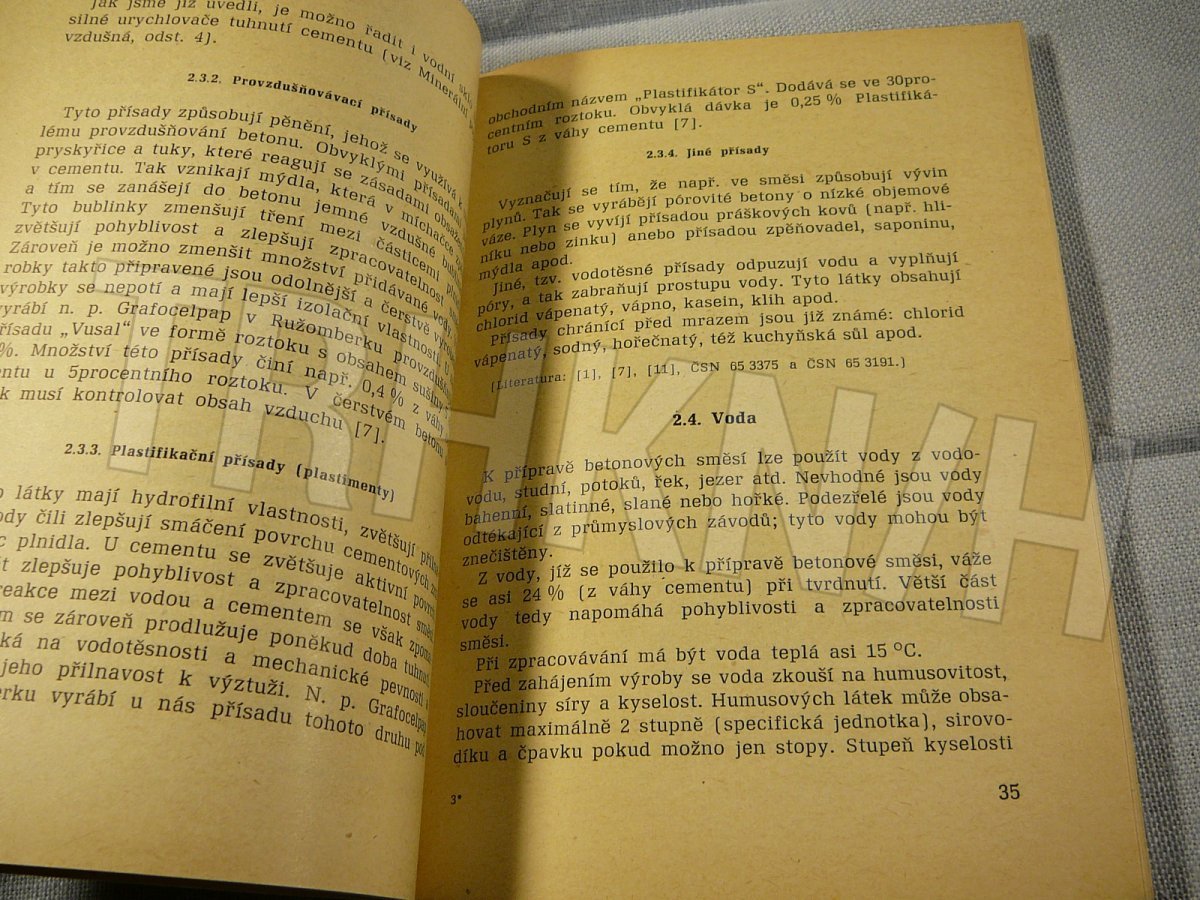 jak jsme již uvedli, je možno řadit i vodní
silné urychlovače tuhnutí cementu (viz Minerální
vzdušná, odst. 4).
2.3.2. Provzdušňovávací přísady
Tyto přísady způsobují pěnění, jehož se využívá k
lému provzdušňování betonu. Obvyklými přísadami
pryskyřice a tuky, které reagují se zásadami
v cementu. Tak vznikají mýdla, která v míchačce
a tím se zanášejí do betonu jemné vzdušné
Tyto bublinky zmenšují tření mezi částicemi
zvětšují pohyblivost a zlepšují zpracovatelnost
Zároveň je možno zmenšit množství přidávané vody.
robky takto připravené jsou odolnější a čerstvé
výrobky se nepotí a mají lepší izolační vlastnosti. U
yrábí n. p. Grafocelpap v Ružomberku
řísadu „Vusal“ ve formě roztoku s obsahem sušiny
%. Množství této přísady činí např. 0,4 % z váhy
entu u 5procentního roztoku. V čerstvém betonu
k musí kontrolovat obsah vzduchu [7].
2.3.3. Plastifikační přísady (plastimenty)
o látky mají hydrofilní vlastnosti, zvětšují
ody čili zlepšují smáčení povrchu cementových
c plnidla. U cementu se zvětšuje aktivní
it zlepšuje pohyblivost a zpracovatelnost
reakce mezi vodou a cementem se však
m se zároveň prodlužuje poněkud doba tuhnutí
ká na vodotěsnosti a mechanické pevnosti
jeho přilnavost k výztuži. N. p. Grafocelpap
erku vyrábí u nás přísadu tohoto druhu pod
obchodním názvem „Plastifikátor S“. Dodává se ve 30pro-
centním roztoku. Obvyklá dávka je 0,25 % Plastifiká-
toru S z váhy cementu [7].
2.3.4. Jiné přísady
Vyznačují se tím, že např. ve směsi způsobují vývin
plynů. Tak se vyrábějí pórovité betony o nízké objemové
váze. Plyn se vyvíjí přísadou práškových kovů (např. hli-
níku nebo zinku) anebo přísadou zpěňovadel, saponinu,
mýdla apod.
Jiné, tzv. vodotěsné přísady odpuzují vodu a vyplňují
póry, a tak zabraňují prostupu vody. Tyto látky obsahují
chlorid vápenatý, vápno, kasein, klih apod.
Přísady chránící před mrazem jsou již známé: chlorid
vápenatý, sodný, hořečnatý, též kuchyňská sůl apod.
(Literatura: [1], [7], [11], ČSN 65 3375 a ČSN 65 3191.)
2.4. Voda
K přípravě betonových směsí lze použít vody z vodo-
vodu, studní, potoků, řek, jezer atd. Nevhodné jsou vody
bahenní, slatinné, slané nebo hořké. Podezřelé jsou vody
odtékající z průmyslových závodů; tyto vody mohou být
znečištěny.
Z vody, jíž se použilo k přípravě betonové směsi, váže
se asi 24 % (z váhy cementu) při tvrdnutí. Větší část
vody tedy napomáhá pohyblivosti a zpracovatelnosti
směsi.
Při zpracovávání má být voda teplá asi 15 °C.
Před zahájením výroby se voda zkouší na humusovitost,
sloučeniny síry a kyselost. Humusových látek může obsa-
hovat maximálně 2 stupně (specifická jednotka), sirovo-
díku a čpavku pokud možno jen stopy. Stupeň kyselosti
3*
35
TRHKNIH